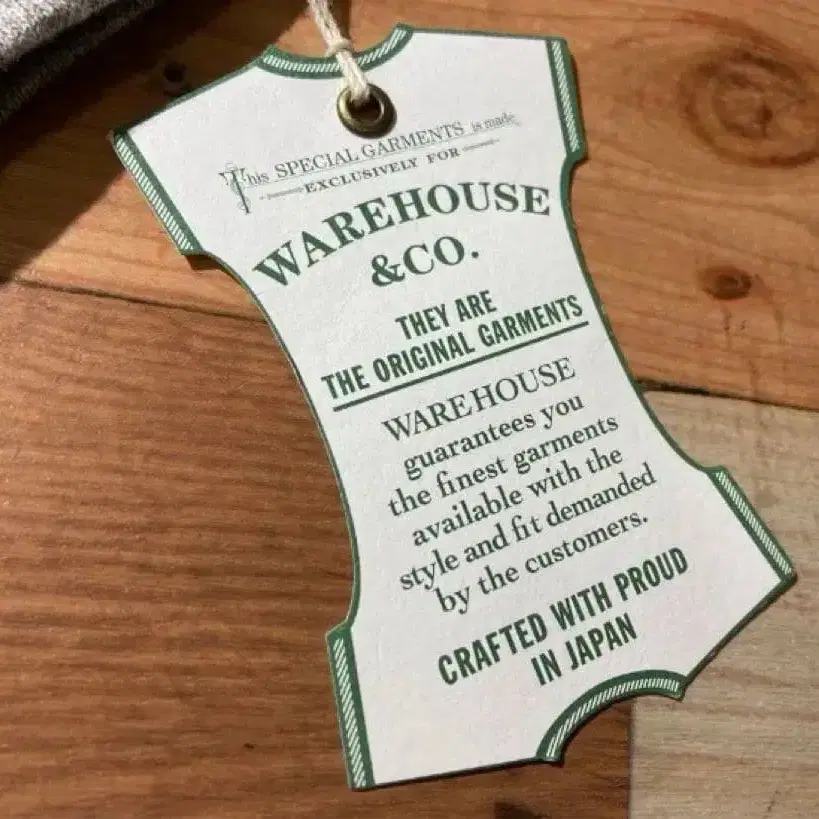 This SPECIAL GARMENTS is made
EXCLUSIVELY FOR
WAREHOUSE
&CO.
THEY ARE
THE ORIGINAL GARMENTS
WAREHOUSE
guarantees you
the finest garments
available with the
style and fit demanded
by the customers.
CRAFTED WITH PROUD
IN JAPAN